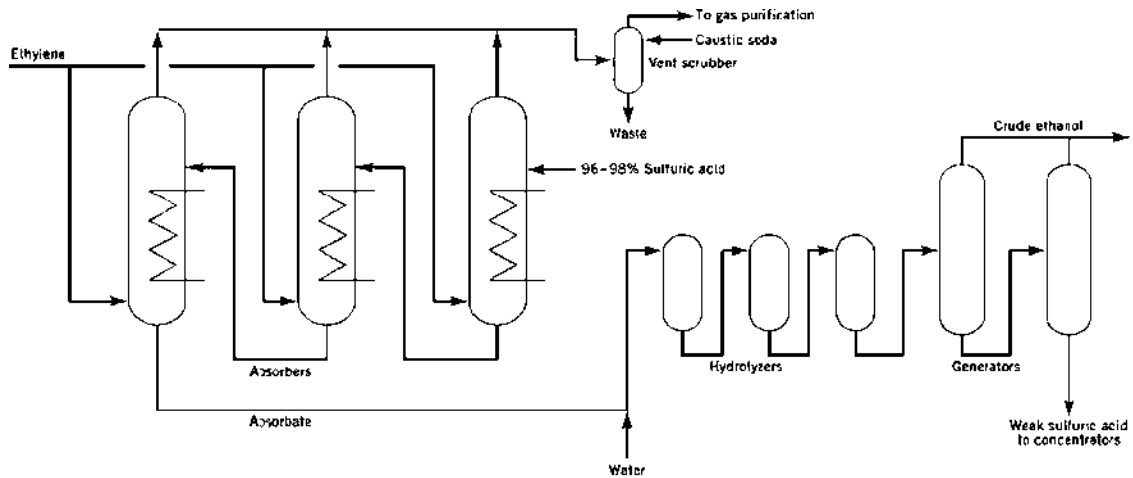 To gas purification
Caustic soda
Vent scrubber
Ethylene
Waste
Crude ethanol
96–98% Sulfuric acid
Absorbers
Hydrolyzers
Generators
Absorbate
Weak sulfuric acid
to concentrators
Water